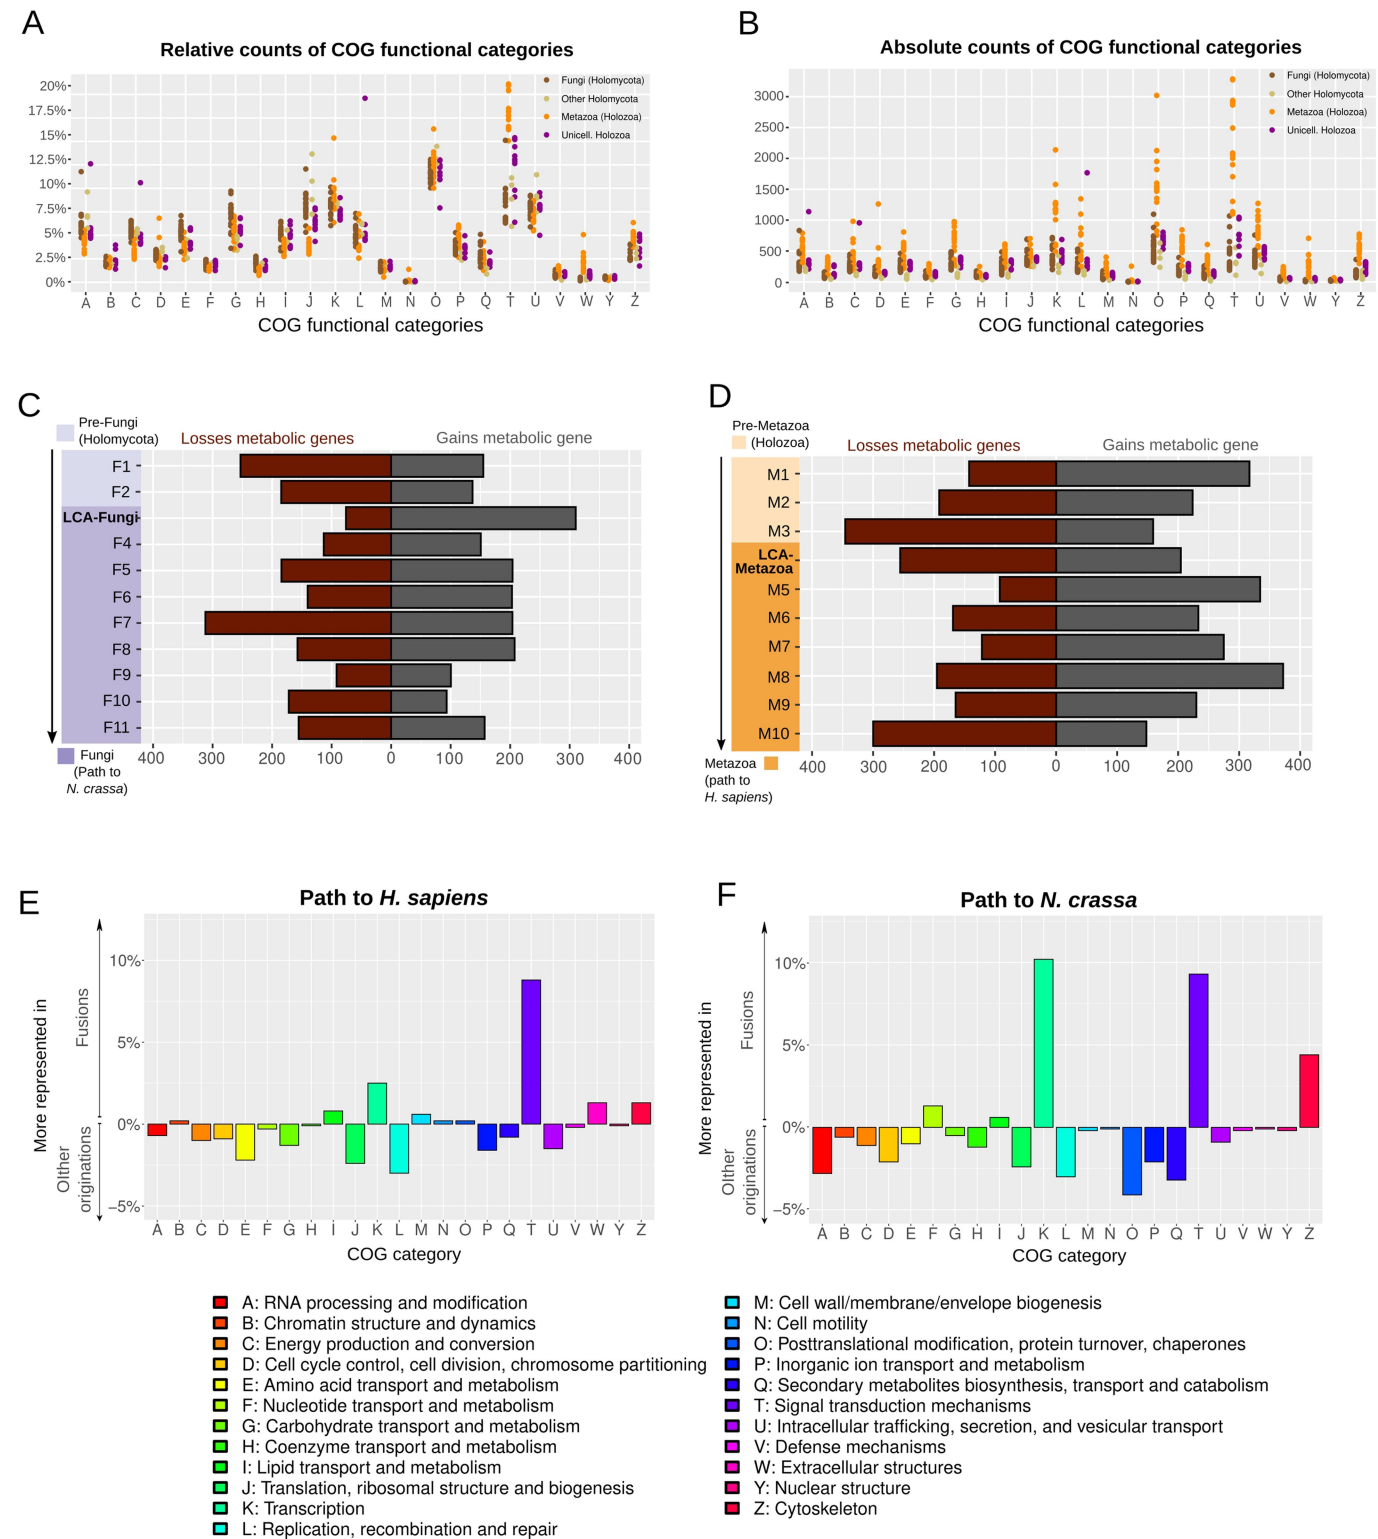 A
Relative counts of COG functional categories
20%
17.5%
15%
12.5%
10%
7.5%
5%
2.5%
0%
Fungi (Holomycota)
Other Holomycota
Metazoa (Holozoa)
Unicell. Holozoa
A B C D E F G H I J K L M N O P Q T U V W Y Z
COG functional categories
B
Absolute counts of COG functional categories
3000
2500
2000
1500
1000
500
0
Fungi (Holomycota)
Other Holomycota
Metazoa (Holozoa)
Unicell. Holozoa
A B C D E F G H I J K L M N O P Q T U V W Y Z
COG functional categories
C
Pre-Fungi
(Holomycota)
Losses metabolic genes
Gains metabolic gene
F1
F2
LCA-Fungi
F4
F5
F6
F7
F8
F9
F10
F11
Fungi
(Path to
N. crassa)
400 300 200 100 0 100 200 300 400
D
Pre-Metazoa
(Holozoa)
Losses metabolic genes
Gains metabolic gene
M1
M2
M3
LCA-
Metazoa
M5
M6
M7
M8
M9
M10
Metazoa
(path to
H. sapiens)
400 300 200 100 0 100 200 300 400
E
Path to H. sapiens
More represented in
Fusions
OIther
originations
10%
5%
0%
−5%
A B C D E F G H I J K L M N O P Q T U V W Y Z
COG category
F
Path to N. crassa
More represented in
Fusions
OIther
originations
10%
5%
0%
−5%
A B C D E F G H I J K L M N O P Q T U V W Y Z
COG category
A: RNA processing and modification
B: Chromatin structure and dynamics
C: Energy production and conversion
D: Cell cycle control, cell division, chromosome partitioning
E: Amino acid transport and metabolism
F: Nucleotide transport and metabolism
G: Carbohydrate transport and metabolism
H: Coenzyme transport and metabolism
I: Lipid transport and metabolism
J: Translation, ribosomal structure and biogenesis
K: Transcription
L: Replication, recombination and repair
M: Cell wall/membrane/envelope biogenesis
N: Cell motility
O: Posttranslational modification, protein turnover, chaperones
P: Inorganic ion transport and metabolism
Q: Secondary metabolites biosynthesis, transport and catabolism
T: Signal transduction mechanisms
U: Intracellular trafficking, secretion, and vesicular transport
V: Defense mechanisms
W: Extracellular structures
Y: Nuclear structure
Z: Cytoskeleton